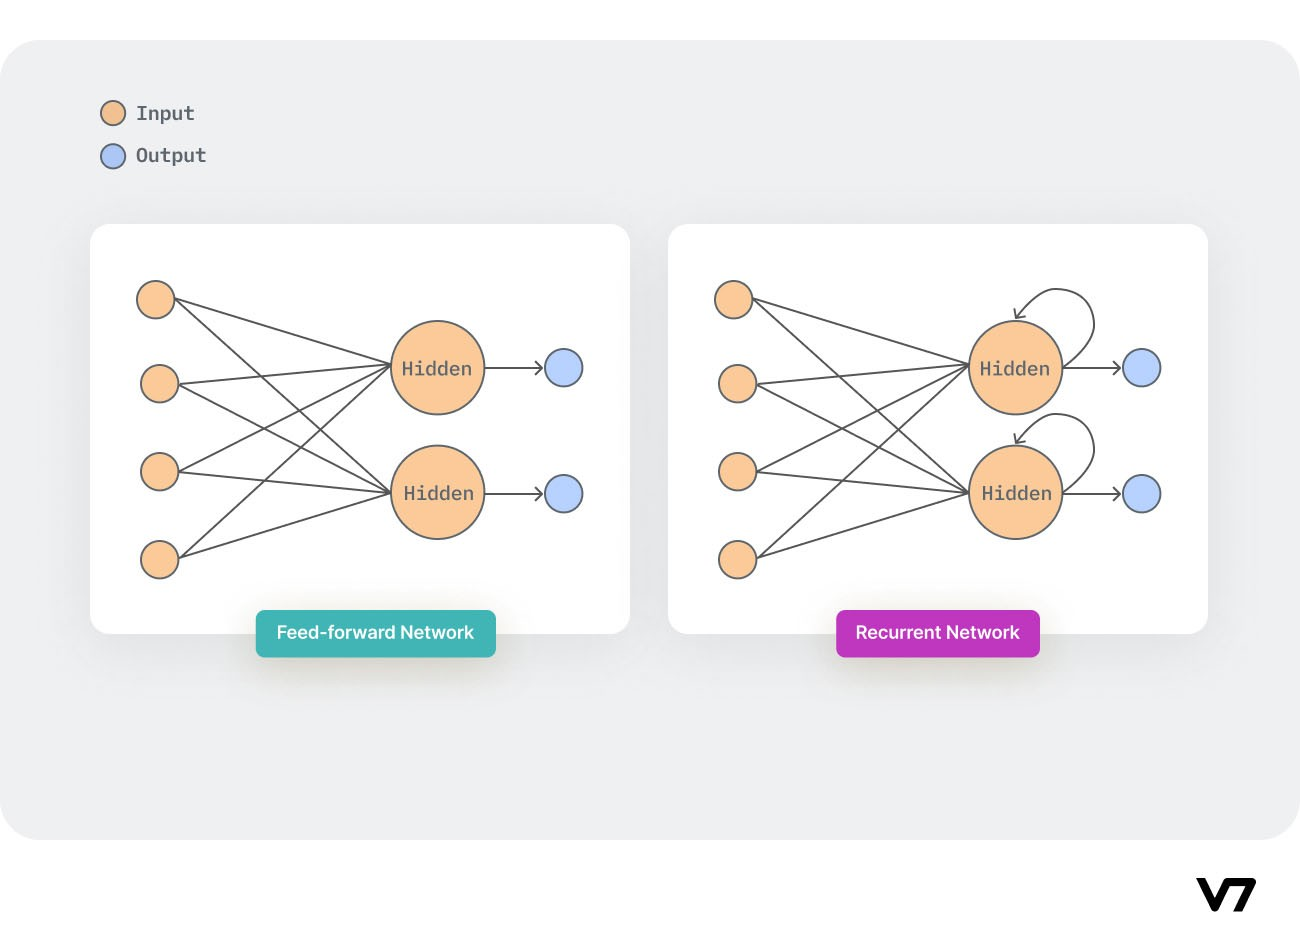 Input
Output
Hidden
Hidden
Feed-forward Network
Hidden
Hidden
Recurrent Network
V7